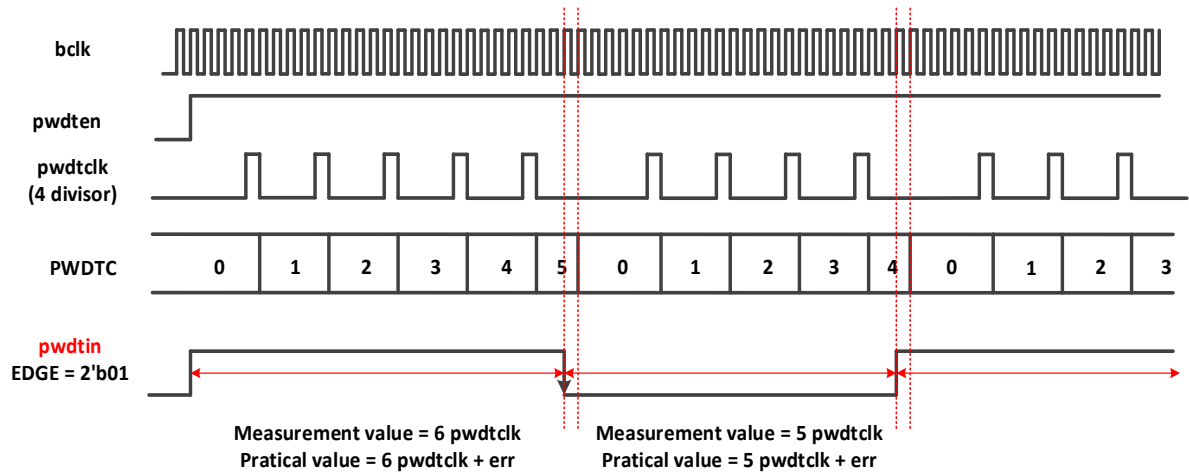 bclk
pwdten
pwdtclk
(4 divisor)
PWDTC
0 1 2 3 4 5 0 1 2 3 4 0 1 2 3
pwdtin
EDGE = 2'b01
Measurement value = 6 pwdtclk
Pratical value = 6 pwdtclk + err
Measurement value = 5 pwdtclk
Pratical value = 5 pwdtclk + err